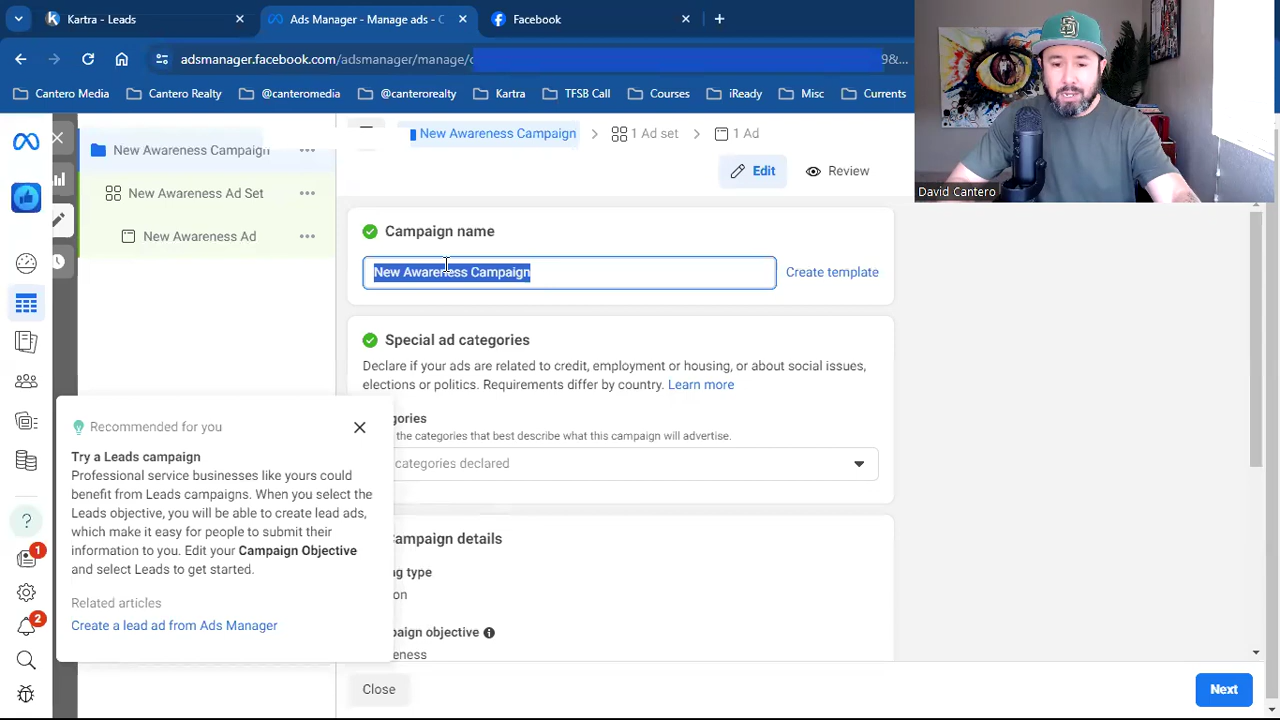 Kartra - Leads
Ads Manager - Manage ads - C
Facebook
adsmanager.facebook.com/adsmanager/manage/c
9&...
Cantero Media
Cantero Realty
@canteromedia
@canterorealty
Kartra
TFSB Call
Courses
iReady
Misc
Currents
New Awareness Campaign
1 Ad set
1 Ad
New Awareness Campaign
Edit
Review
David Cantero
New Awareness Ad Set
New Awareness Ad
Campaign name
New Awareness Campaign
Create template
Special ad categories
Declare if your ads are related to credit, employment or housing, or about social issues,
elections or politics. Requirements differ by country. Learn more
gories
the categories that best describe what this campaign will advertise.
categories declared
Recommended for you
Try a Leads campaign
Professional service businesses like yours could
benefit from Leads campaigns. When you select the
Leads objective, you will be able to create lead ads,
which make it easy for people to submit their
information to you. Edit your Campaign Objective
and select Leads to get started.
Related articles
Create a lead ad from Ads Manager
ampaign details
ng type
on
paign objective
eness
1
2
Close
Next